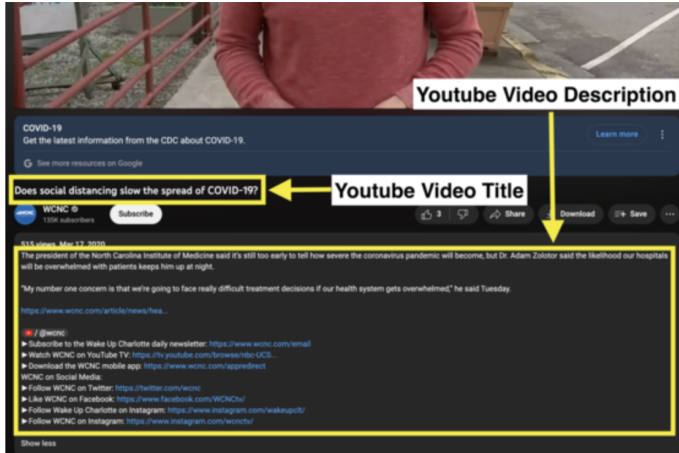 Youtube Video Description
COVID-19
Get the latest information from the CDC about COVID-19.
Learn more
G See more resources on Google
Does social distancing slow the spread of COVID-19?
Youtube Video Title
WCNC
135K subscribers
Subscribe
3
Share
Download
Save
515 views Mar 17, 2020
The president of the North Carolina Institute of Medicine said it's still too early to tell how severe the coronavirus pandemic will become, but Dr. Adam Zolotor said the likelihood our hospitals
will be overwhelmed with patients keeps him up at night.
"My number one concern is that we're going to face really difficult treatment decisions if our health system gets overwhelmed," he said Tuesday.
https://www.wcnc.com/article/news/hea...
/ @wcnc
►Subscribe to the Wake Up Charlotte daily newsletter: https://www.wcnc.com/email
►Watch WCNC on YouTube TV: https://tv.youtube.com/browse/nbc-UCS...
►Download the WCNC mobile app: https://www.wcnc.com/appredirect
WCNC on Social Media:
►Follow WCNC on Twitter: https://twitter.com/wcnc
►Like WCNC on Facebook: https://www.facebook.com/WCNCtv/
►Follow Wake Up Charlotte on Instagram: https://www.instagram.com/wakeupclt/
►Follow WCNC on Instagram: https://www.instagram.com/wcnctv/
Show less